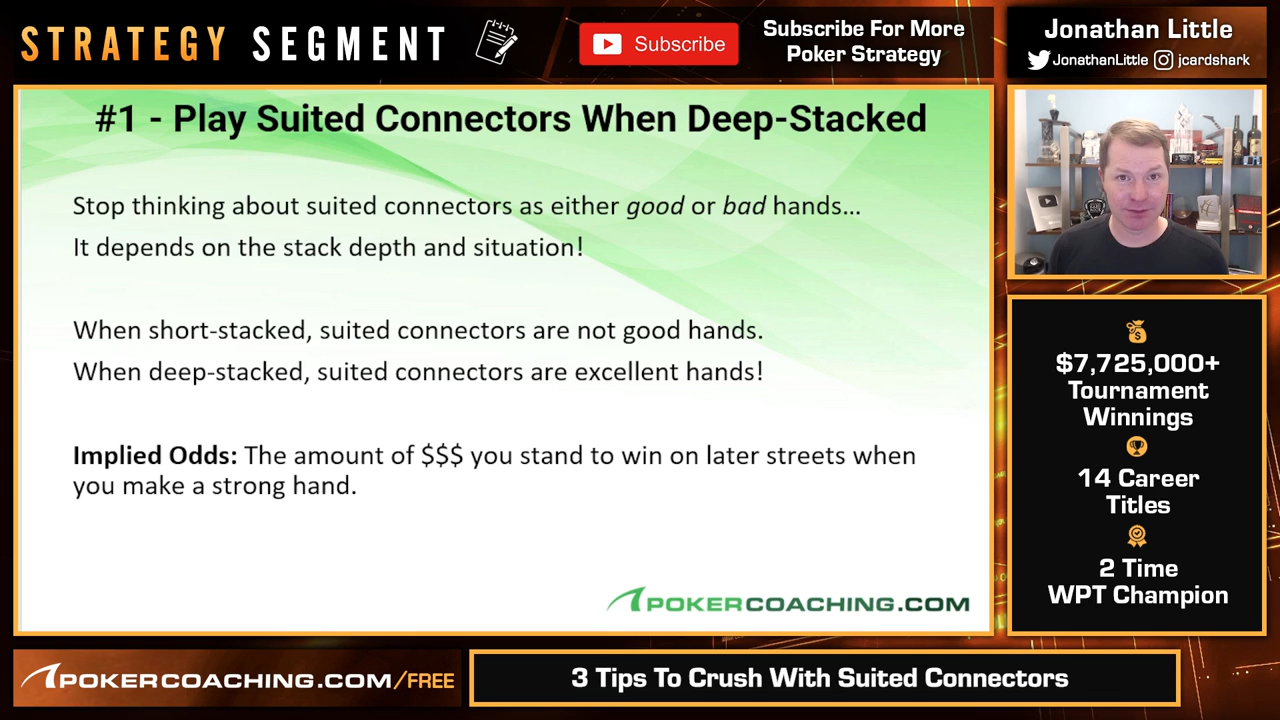 STRATEGY SEGMENT
Subscribe
Subscribe For More
Poker Strategy
Jonathan Little
JonathanLittle jcardshark
#1 - Play Suited Connectors When Deep-Stacked
Stop thinking about suited connectors as either good or bad hands...
It depends on the stack depth and situation!
When short-stacked, suited connectors are not good hands.
When deep-stacked, suited connectors are excellent hands!
Implied Odds: The amount of $$$ you stand to win on later streets when
you make a strong hand.
POKERCOACHING.COM
$7,725,000+
Tournament
Winnings
14 Career
Titles
2 Time
WPT Champion
POKERCOACHING.COM/FREE
3 Tips To Crush With Suited Connectors